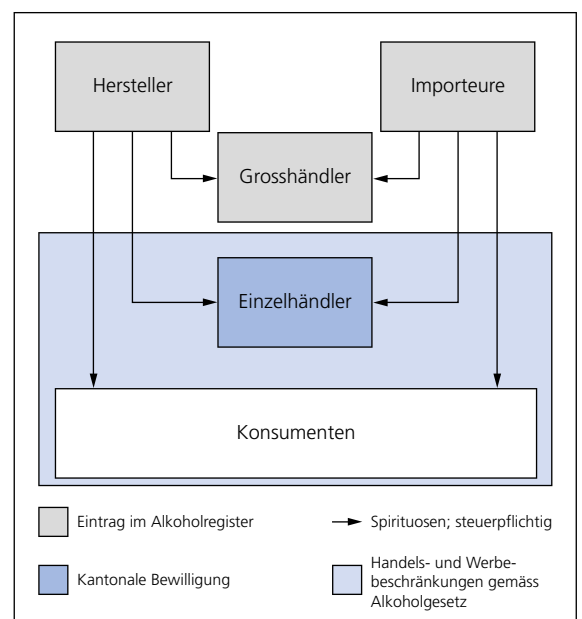 Hersteller
Importeure
Grosshändler
Einzelhändler
Konsumenten
Eintrag im Alkoholregister
Spirituosen; steuerpflichtig
Kantonale Bewilligung
Handels- und Werbe-
beschränkungen gemäss
Alkoholgesetz